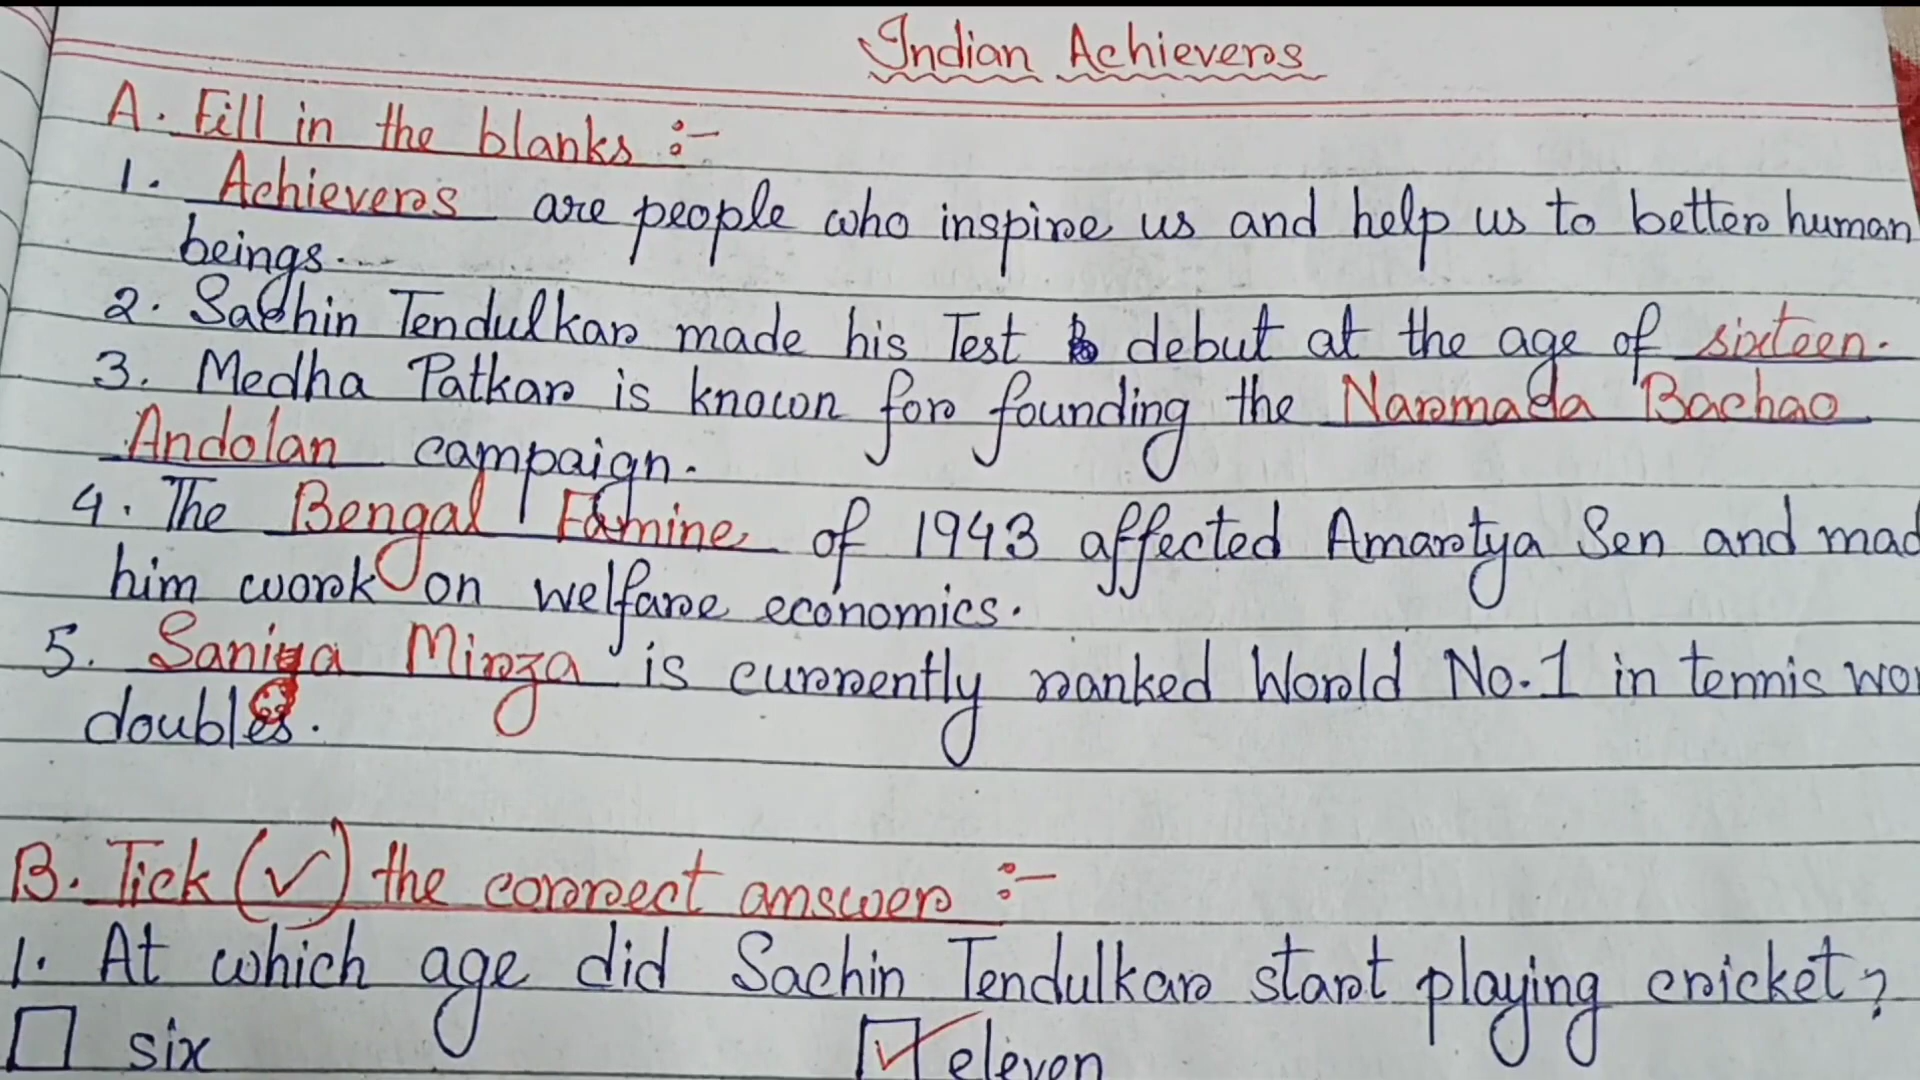 Indian Achievers
A. Fill in the blanks :-
1. Achievers are people who inspire us and help us to better human
beings.
2. Sachin Tendulkar made his Test debut at the age of sixteen.
3. Medha Patkar is known for founding the Narmada Bachao
Andolan campaign.
4. The Bengal Famine of 1943 affected Amartya Sen and mad
him work on welfare economics.
5. Saniya Mirza is currently ranked World No.1 in tennis wo
doubles.
B. Tick (✓) the correct answer :-
1. At which age did Sachin Tendulkar start playing cricket?
☐ six ☑ eleven